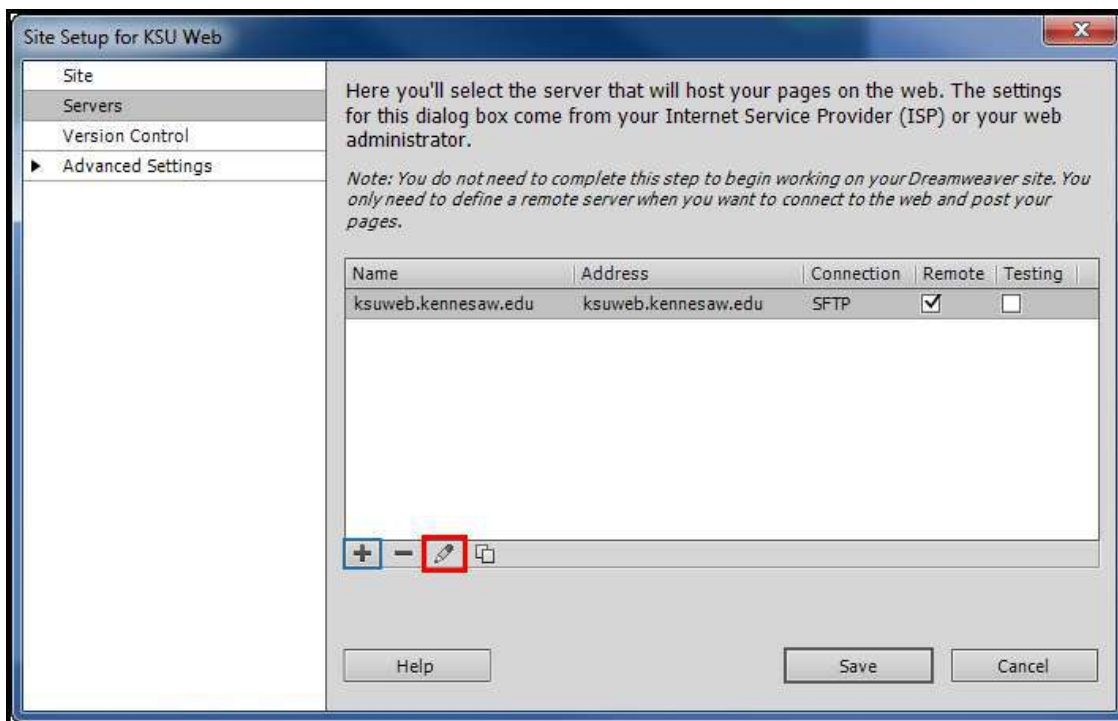 Site Setup for KSU Web
Site
Servers
Version Control
Advanced Settings
Here you'll select the server that will host your pages on the web. The settings
for this dialog box come from your Internet Service Provider (ISP) or your web
administrator.
Note: You do not need to complete this step to begin working on your Dreamweaver site. You
only need to define a remote server when you want to connect to the web and post your
pages.
Name Address Connection Remote Testing
ksuweb.kennesaw.edu ksuweb.kennesaw.edu SFTP
Help Save Cancel